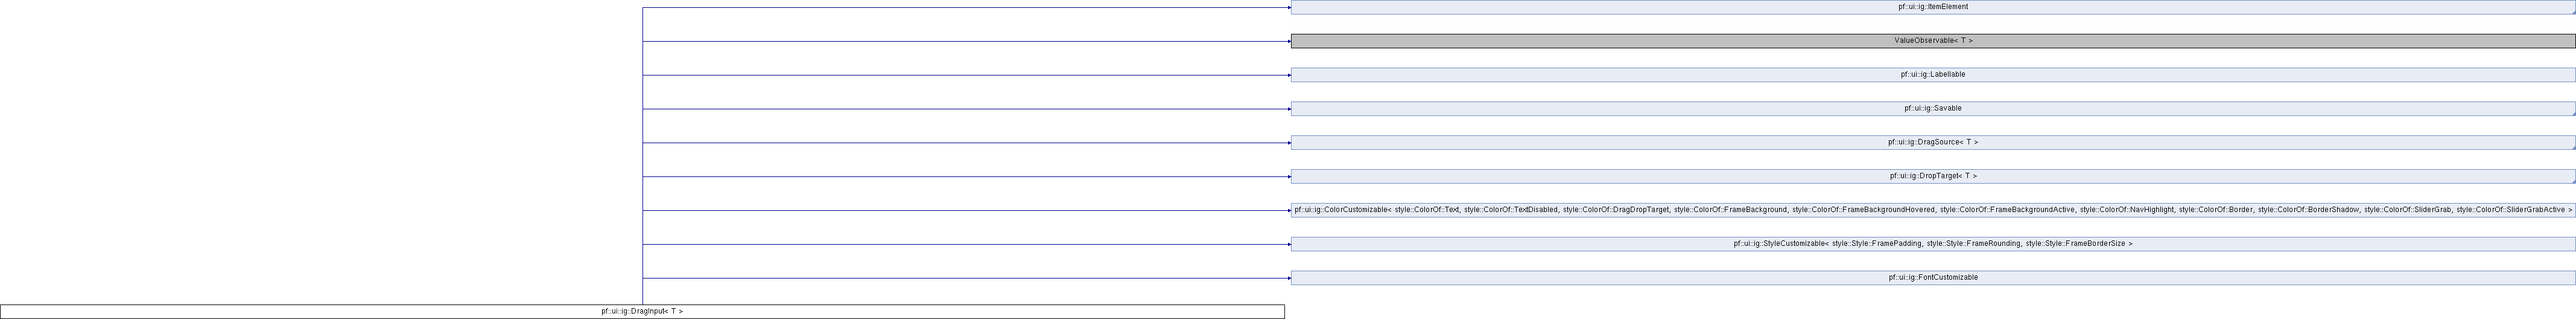 pf::ui::ig::ItemElement
ValueObservable< T >
pf::ui::ig::Labellable
pf::ui::ig::Savable
pf::ui::ig::DragSource< T >
pf::ui::ig::DropTarget< T >
pf::ui::ig::ColorCustomizable< style::ColorOf::Text, style::ColorOf::TextDisabled, style::ColorOf::DragDropTarget, style::ColorOf::FrameBackground, style::ColorOf::FrameBackgroundHovered, style::ColorOf::FrameBackgroundActive, style::ColorOf::NavHighlight, style::ColorOf::Border, style::ColorOf::BorderShadow, style::ColorOf::SliderGrab, style::ColorOf::SliderGrabActive >
pf::ui::ig::StyleCustomizable< style::Style::FramePadding, style::Style::FrameRounding, style::Style::FrameBorderSize >
pf::ui::ig::FontCustomizable
pf::ui::ig::DragInput< T >